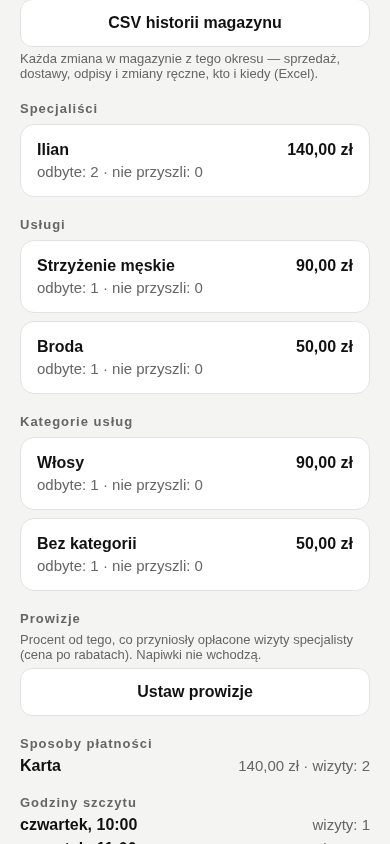 CSV historii magazynu
Każda zmiana w magazynie z tego okresu — sprzedaż,
dostawy, odpisy i zmiany ręczne, kto i kiedy (Excel).
Specjaliści
Ilian 140,00 zł
odbyte: 2 · nie przyszli: 0
Usługi
Strzyżenie męskie 90,00 zł
odbyte: 1 · nie przyszli: 0
Broda 50,00 zł
odbyte: 1 · nie przyszli: 0
Kategorie usług
Włosy 90,00 zł
odbyte: 1 · nie przyszli: 0
Bez kategorii 50,00 zł
odbyte: 1 · nie przyszli: 0
Prowizje
Procent od tego, co przyniosły opłacone wizyty specjalisty
(cena po rabatach). Napiwki nie wchodzą.
Ustaw prowizje
Sposoby płatności
Karta 140,00 zł · wizyty: 2
Godziny szczytu
czwartek, 10:00 wizyty: 1